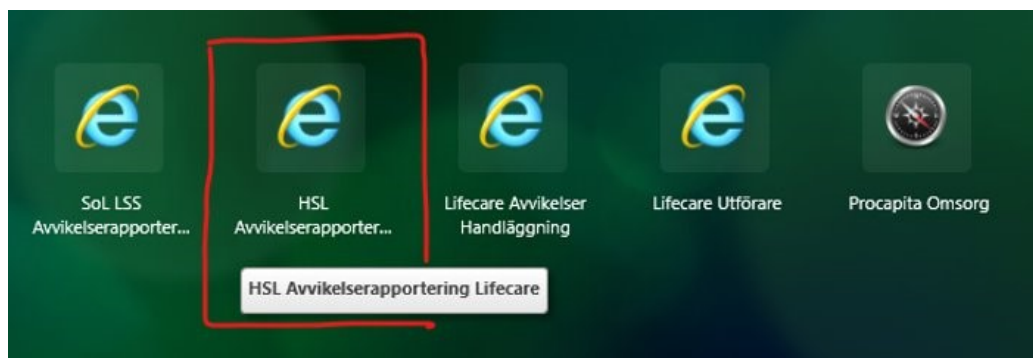 SoL LSS
Avvikelserapporter...
HSL
Avvikelserapporter...
Lifecare Avvikelser
Handläggning
Lifecare Utförare
Procapita Omsorg
HSL Avvikelserapportering Lifecare